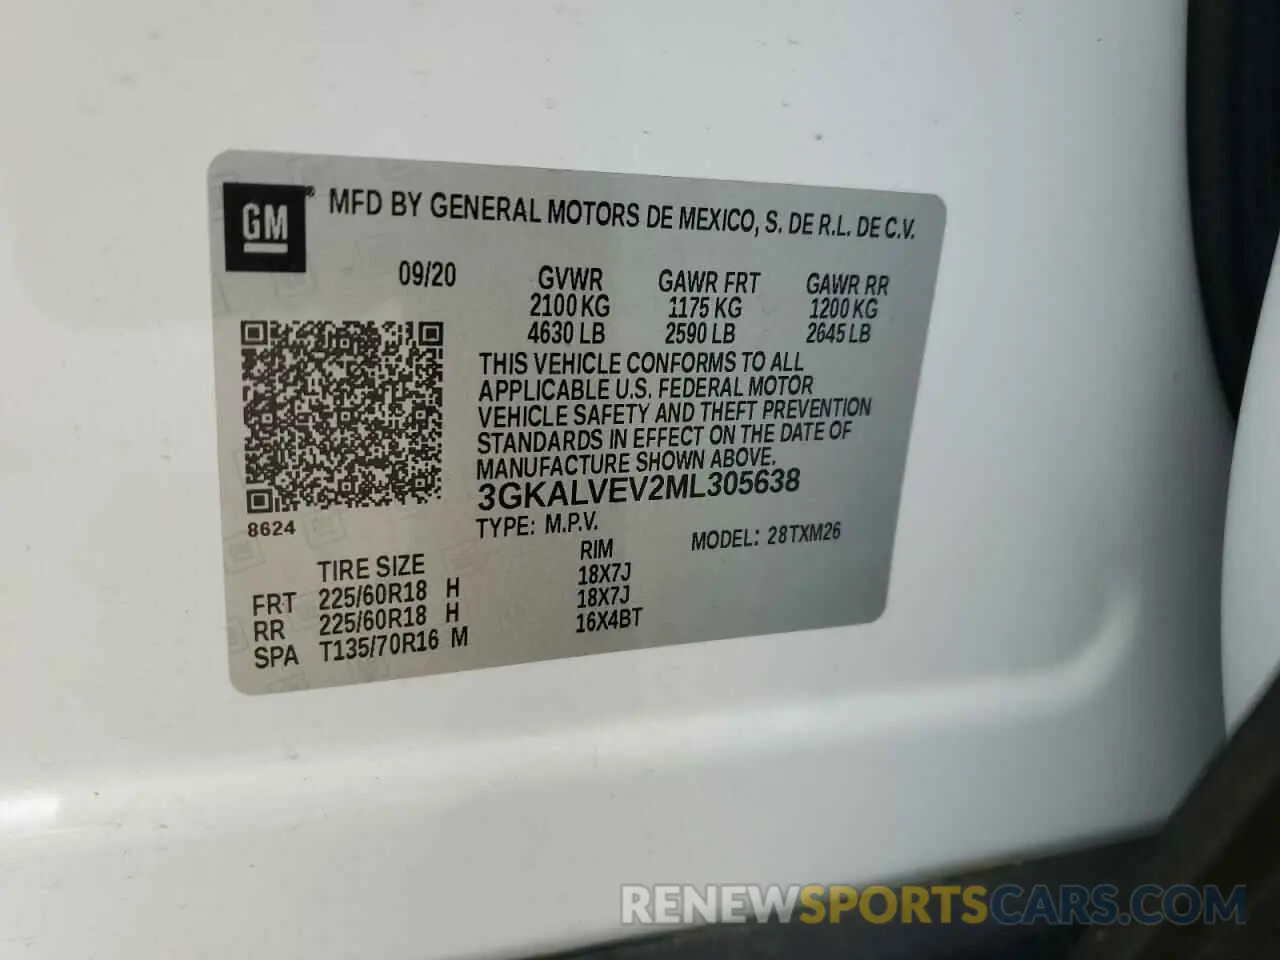 GM® MFD BY GENERAL MOTORS DE MEXICO, S. DE R.L. DE C.V.
09/20 GVWR GAWR FRT GAWR RR
2100 KG 1175 KG 1200 KG
4630 LB 2590 LB 2645 LB
THIS VEHICLE CONFORMS TO ALL
APPLICABLE U.S. FEDERAL MOTOR
VEHICLE SAFETY AND THEFT PREVENTION
STANDARDS IN EFFECT ON THE DATE OF
MANUFACTURE SHOWN ABOVE.
3GKALVEV2ML305638
8624
TYPE: M.P.V. MODEL: 28TXM26
TIRE SIZE RIM
FRT 225/60R18 H 18X7J
RR 225/60R18 H 18X7J
SPA T135/70R16 M 16X4BT
RENEWSPORTSCARS.COM